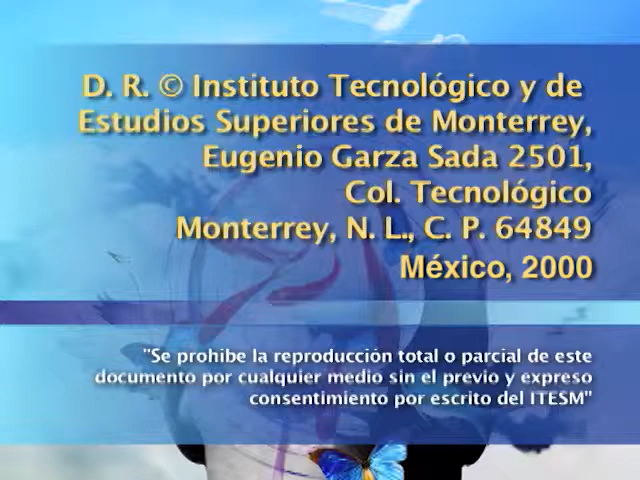 D. R. © Instituto Tecnológico y de
Estudios Superiores de Monterrey,
Eugenio Garza Sada 2501,
Col. Tecnológico
Monterrey, N. L., C. P. 64849
México, 2000
"Se prohibe la reproducción total o parcial de este
documento por cualquier medio sin el previo y expreso
consentimiento por escrito del ITESM"